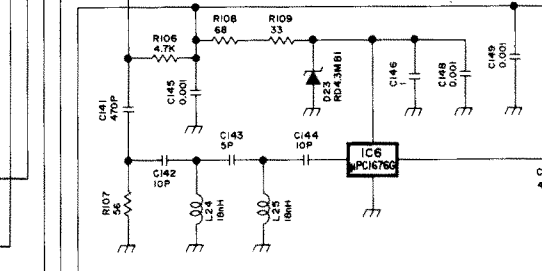 R108
68
R109
33
R106
4.7K
C145
0.001
C141
470P
D23
RD4.3MB1
C146
1
C148
0.001
C149
0.001
C143
5P
C144
10P
C142
10P
IC6
μPC1676G
R107
56
L24
18nH
L25
18nH
C
4